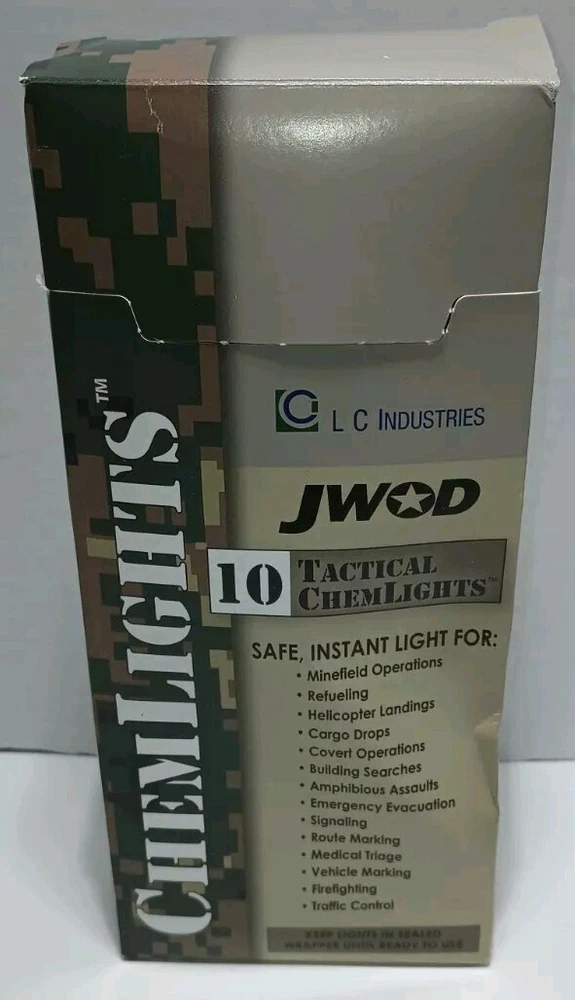 CHEMLIGHTS™
L C INDUSTRIES
JWOD
10 TACTICAL
CHEMLIGHTS™
SAFE, INSTANT LIGHT FOR:
• Minefield Operations
• Refueling
• Helicopter Landings
• Cargo Drops
• Covert Operations
• Building Searches
• Amphibious Assaults
• Emergency Evacuation
• Signaling
• Route Marking
• Medical Triage
• Vehicle Marking
• Firefighting
• Traffic Control
KEEP LIGHTS IN SEALED
WRAPPER UNTIL READY TO USE